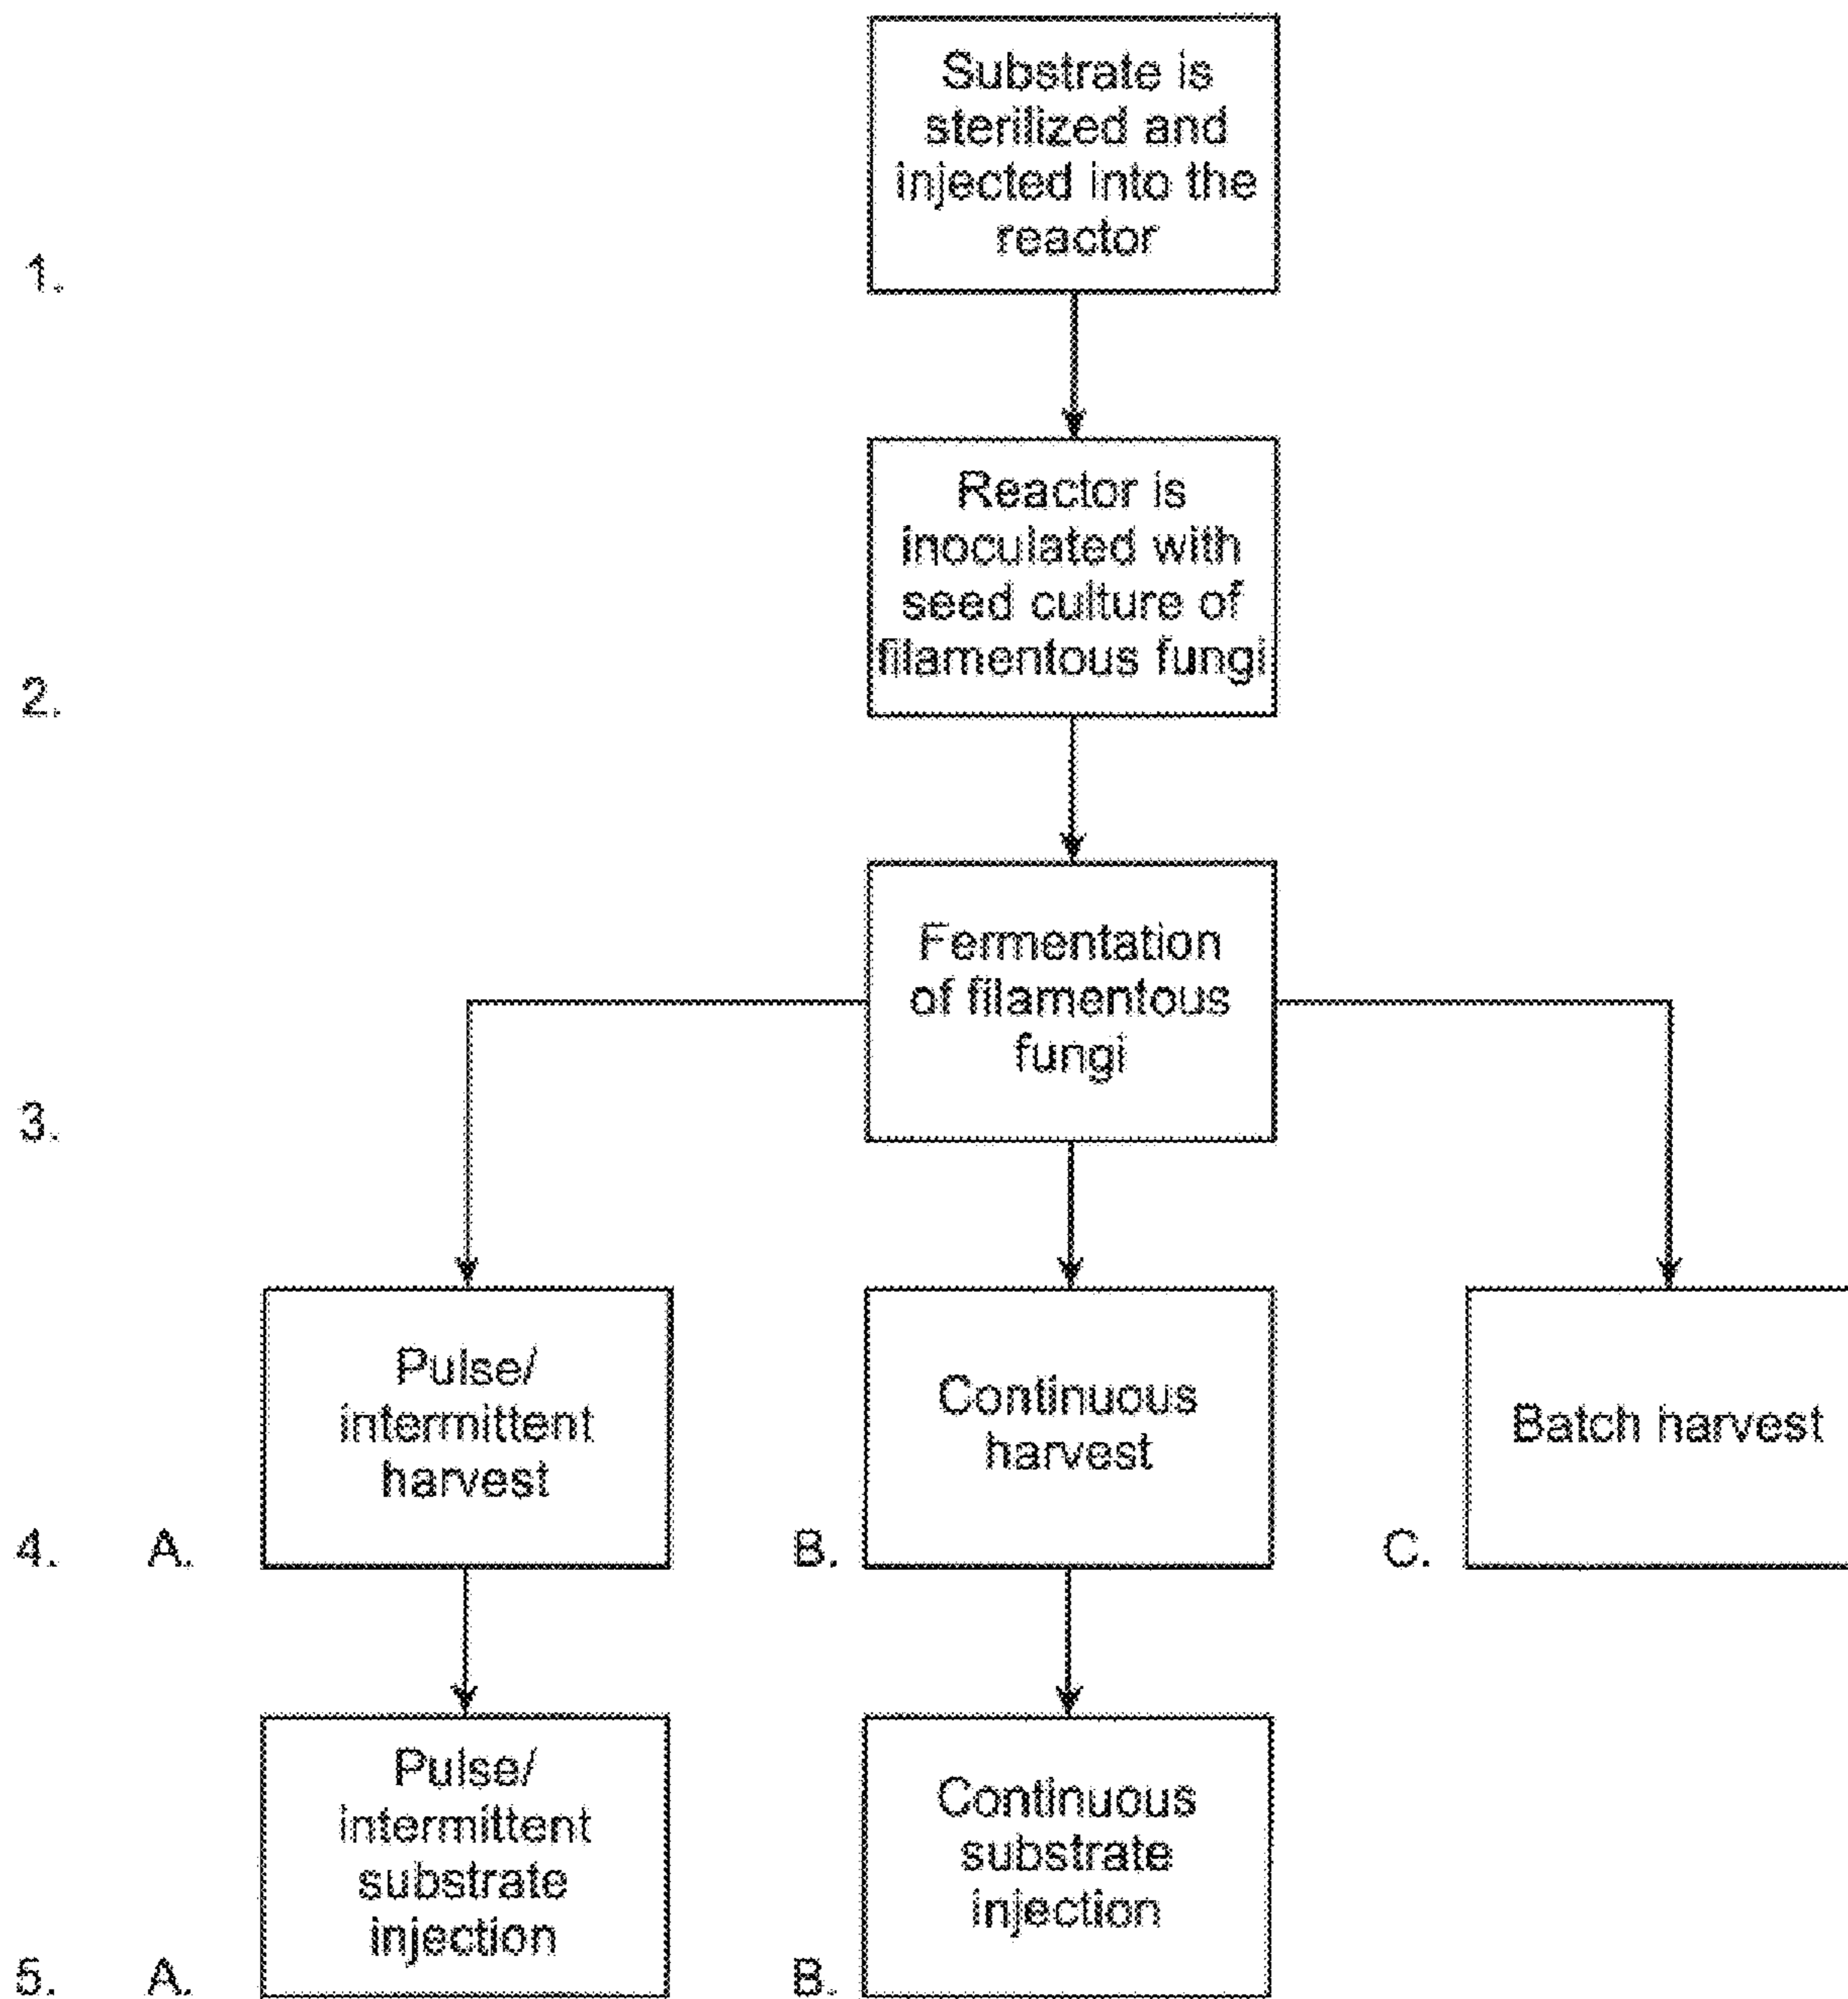 Substrate is
sterilized and
injected into the
reactor
1.
Reactor is
inoculated with
seed culture of
filamentous fungi
2.
Fermentation
of filamentous
fungi
3.
Pulse/
intermittent
harvest
4. A.
Continuous
harvest
B.
Batch harvest
C.
Pulse/
intermittent
substrate
injection
5. A.
Continuous
substrate
injection
B.